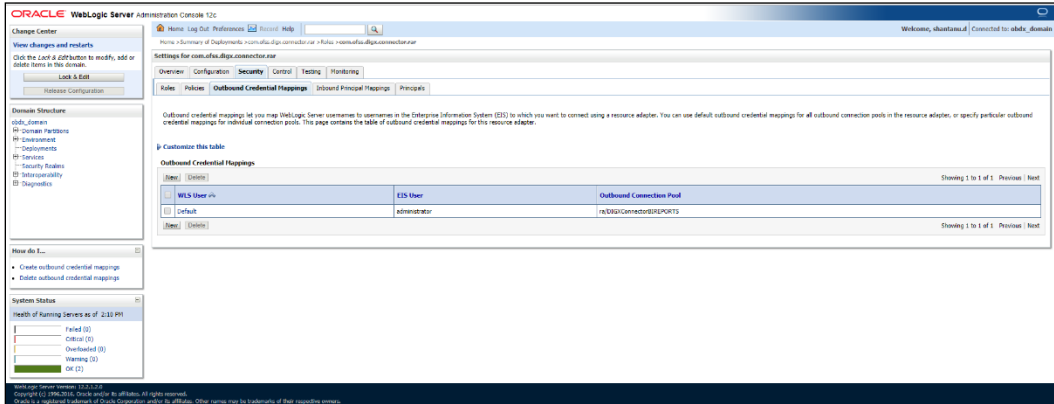 ORACLE WebLogic Server Administration Console 12c
Change Center
View changes and restarts
Click the Lock & Edit button to modify, add or
delete items in this domain.
Lock & Edit
Release Configuration
Domain Structure
obdx_domain
Domain Partitions
Environment
Deployments
Services
Security Realms
Interoperability
Diagnostics
How do I...
Create outbound credential mappings
Delete outbound credential mappings
System Status
Health of Running Servers as of 2:10 PM
Failed (0)
Critical (0)
Overloaded (0)
Warning (0)
OK (2)
Home Log Out Preferences Record Help
Welcome, shantanu.d Connected to: obdx_domain
Home >Summary of Deployments >com.ofss.digx.connector.rar >Roles >com.ofss.digx.connector.rar
Settings for com.ofss.digx.connector.rar
Overview Configuration Security Control Testing Monitoring
Roles Policies Outbound Credential Mappings Inbound Principal Mappings Principals
Outbound credential mappings let you map WebLogic Server usernames to usernames in the Enterprise Information System (EIS) to which you want to connect using a resource adapter. You can use default outbound credential mappings for all outbound connection pools in the resource adapter, or specify particular outbound
credential mappings for individual connection pools. This page contains the table of outbound credential mappings for this resource adapter.
Customize this table
Outbound Credential Mappings
New Delete Showing 1 to 1 of 1 Previous | Next
WLS User EIS User Outbound Connection Pool
Default administrator ra/DIGXConnectorBIREPORTS
New Delete Showing 1 to 1 of 1 Previous | Next
WebLogic Server Version: 12.2.1.2.0
Copyright (c) 1996,2016, Oracle and/or its affiliates. All rights reserved.
Oracle is a registered trademark of Oracle Corporation and/or its affiliates. Other names may be trademarks of their respective owners.